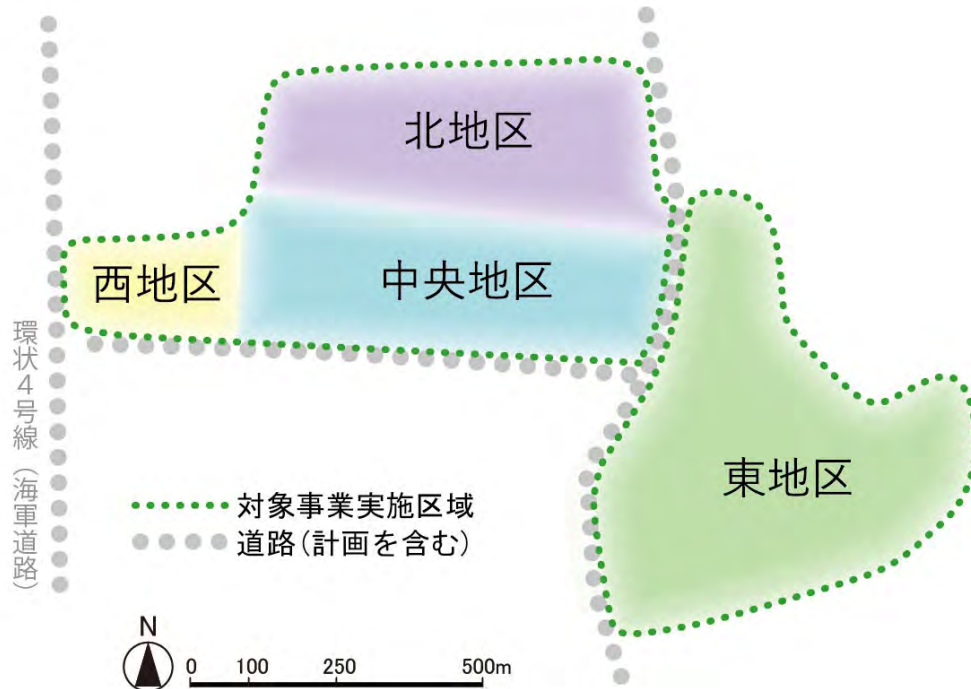 北地区
西地区
中央地区
東地区
環状4号線(海軍道路)
対象事業実施区域
道路(計画を含む)
N
0 100 250 500m